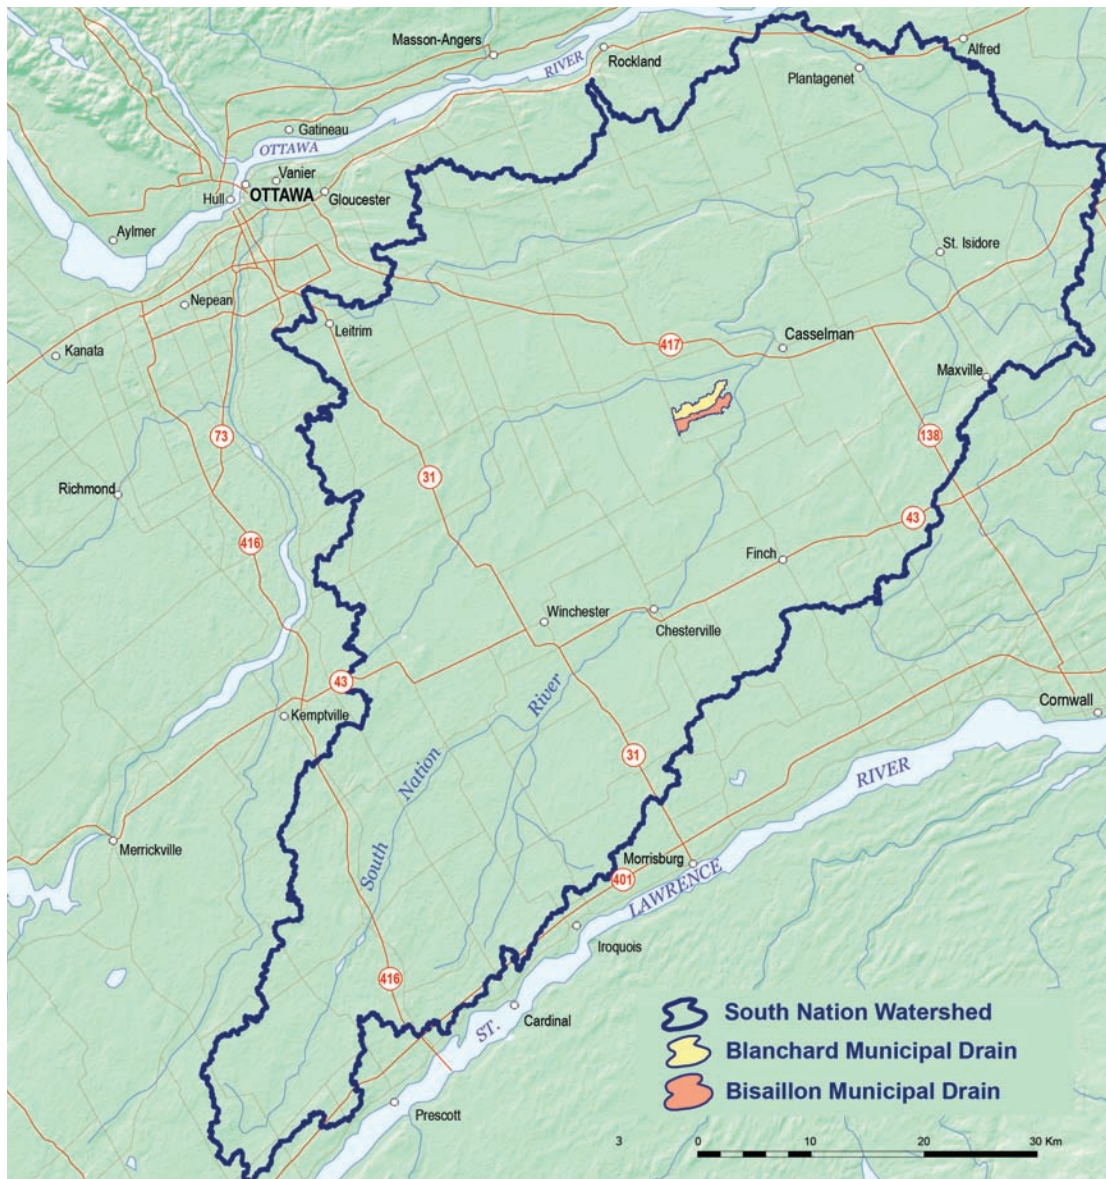 Masson-Angers
RIVER
Rockland
Alfred
Plantagenet
Gatineau
OTTAWA
Vanier
Hull
OTTAWA
Gloucester
Aylmer
St. Isidore
Nepean
Leitrim
Casselman
417
Kanata
Maxville
73
138
31
Richmond
43
416
Finch
Winchester
Chesterville
43
River
Cornwall
Kemptville
31
Nation
RIVER
Merrickville
South
Morrisburg
401
LAWRENCE
Iroquois
416
Cardinal
ST.
South Nation Watershed
Blanchard Municipal Drain
Bisaillon Municipal Drain
Prescott
3 0 10 20 30 Km